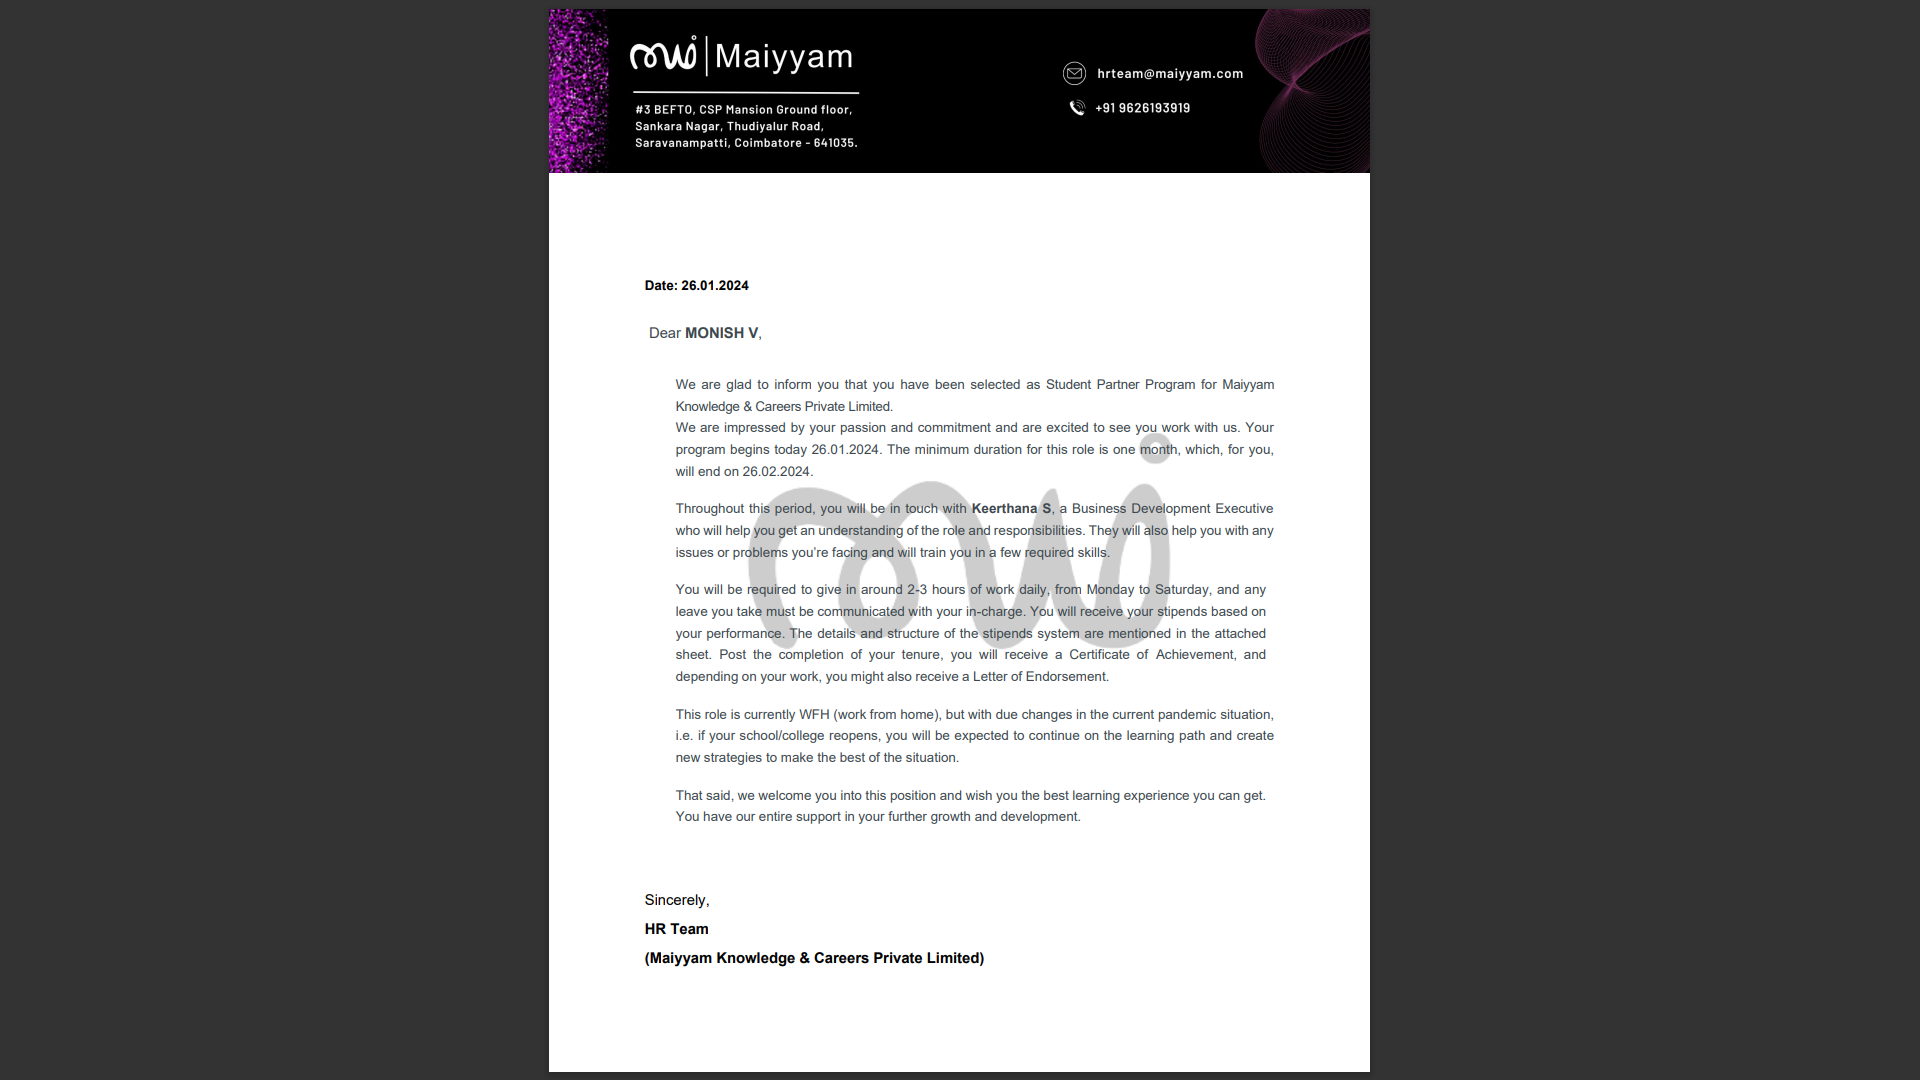 மய்யம் | Maiyyam
#3 BEFTO, CSP Mansion Ground floor,
Sankara Nagar, Thudiyalur Road,
Saravanampatti, Coimbatore - 641035.
hrteam@maiyyam.com
+91 9626193919
Date: 26.01.2024
Dear MONISH V,
We are glad to inform you that you have been selected as Student Partner Program for Maiyyam
Knowledge & Careers Private Limited.
We are impressed by your passion and commitment and are excited to see you work with us. Your
program begins today 26.01.2024. The minimum duration for this role is one month, which, for you,
will end on 26.02.2024.
Throughout this period, you will be in touch with Keerthana S, a Business Development Executive
who will help you get an understanding of the role and responsibilities. They will also help you with any
issues or problems you’re facing and will train you in a few required skills.
You will be required to give in around 2-3 hours of work daily, from Monday to Saturday, and any
leave you take must be communicated with your in-charge. You will receive your stipends based on
your performance. The details and structure of the stipends system are mentioned in the attached
sheet. Post the completion of your tenure, you will receive a Certificate of Achievement, and
depending on your work, you might also receive a Letter of Endorsement.
This role is currently WFH (work from home), but with due changes in the current pandemic situation,
i.e. if your school/college reopens, you will be expected to continue on the learning path and create
new strategies to make the best of the situation.
That said, we welcome you into this position and wish you the best learning experience you can get.
You have our entire support in your further growth and development.
Sincerely,
HR Team
(Maiyyam Knowledge & Careers Private Limited)